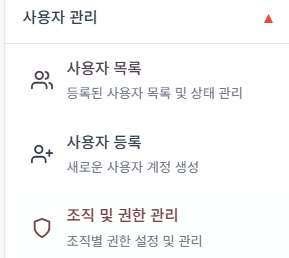 사용자 관리
사용자 목록
등록된 사용자 목록 및 상태 관리
사용자 등록
새로운 사용자 계정 생성
조직 및 권한 관리
조직별 권한 설정 및 관리